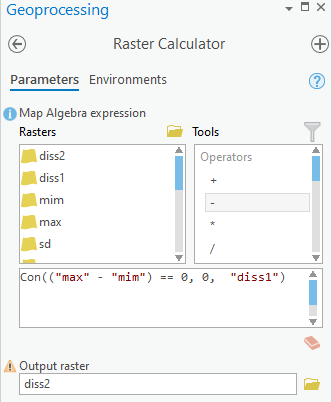 Geoprocessing
Raster Calculator
Parameters Environments
?
i Map Algebra expression
Rasters Tools
diss2
diss1
mim
max
sd
Operators
+
-
*
/
Con(("max" - "mim") == 0, 0,  "diss1")
Output raster
diss2